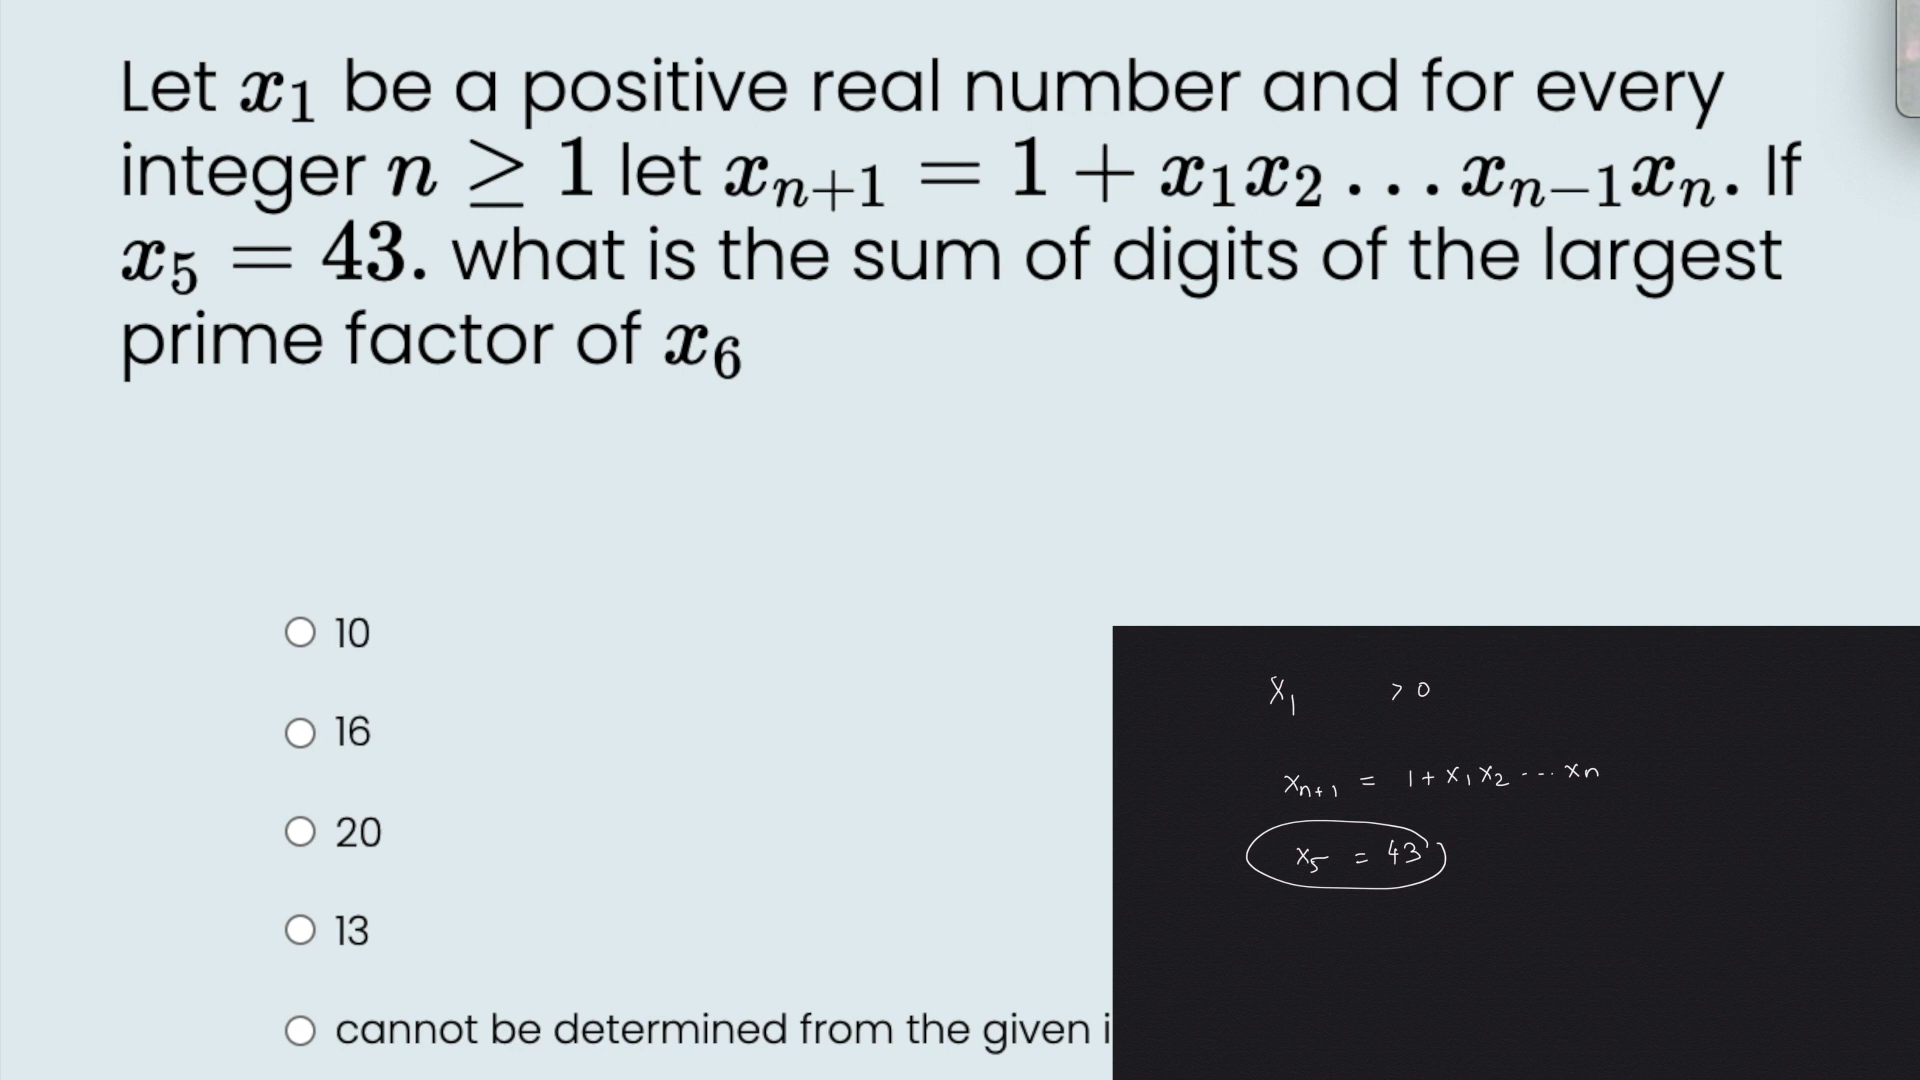 Let x₁ be a positive real number and for every
integer n ≥ 1 let xₙ₊₁ = 1 + x₁x₂ . . . xₙ₋₁xₙ. If
x₅ = 43. what is the sum of digits of the largest
prime factor of x₆
10
16
20
13
cannot be determined from the given i
x₁ > 0
xₙ₊₁ = 1 + x₁ x₂ ---. xₙ
x₅ = 43